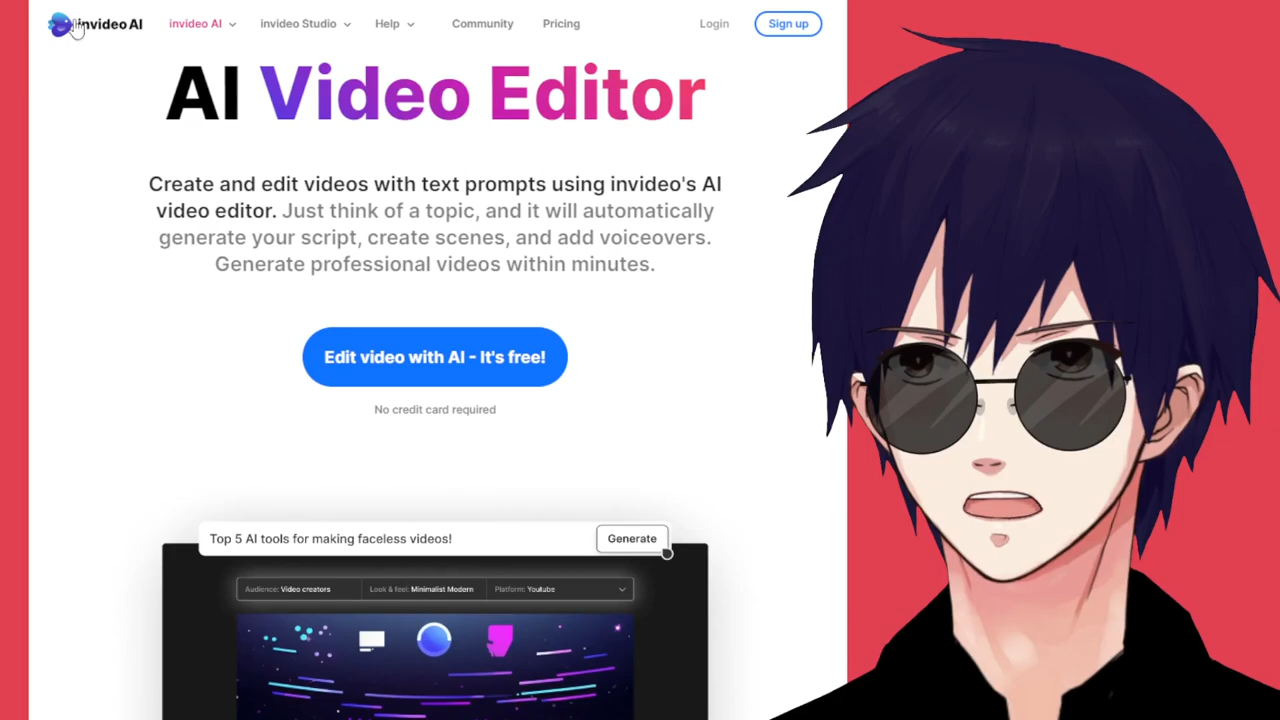 invideo AI
invideo AI
invideo Studio
Help
Community
Pricing
Login
Sign up
AI Video Editor
Create and edit videos with text prompts using invideo's AI
video editor. Just think of a topic, and it will automatically
generate your script, create scenes, and add voiceovers.
Generate professional videos within minutes.
Edit video with AI - It's free!
No credit card required
Top 5 AI tools for making faceless videos!
Generate
Audience: Video creators
Look & feel: Minimalist Modern
Platform: Youtube